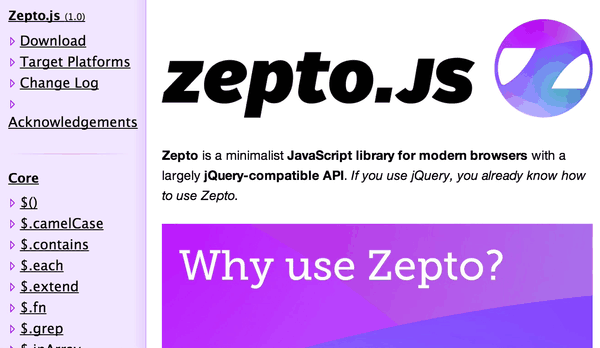 Zepto.js (1.0)
Download
Target Platforms
Change Log
Acknowledgements
Core
$()
$.camelCase
$.contains
$.each
$.extend
$.fn
$.grep
$.inArray
zepto.JS
Zepto is a minimalist JavaScript library for modern browsers with a
largely jQuery-compatible API. If you use jQuery, you already know how
to use Zepto.
Why use Zepto?